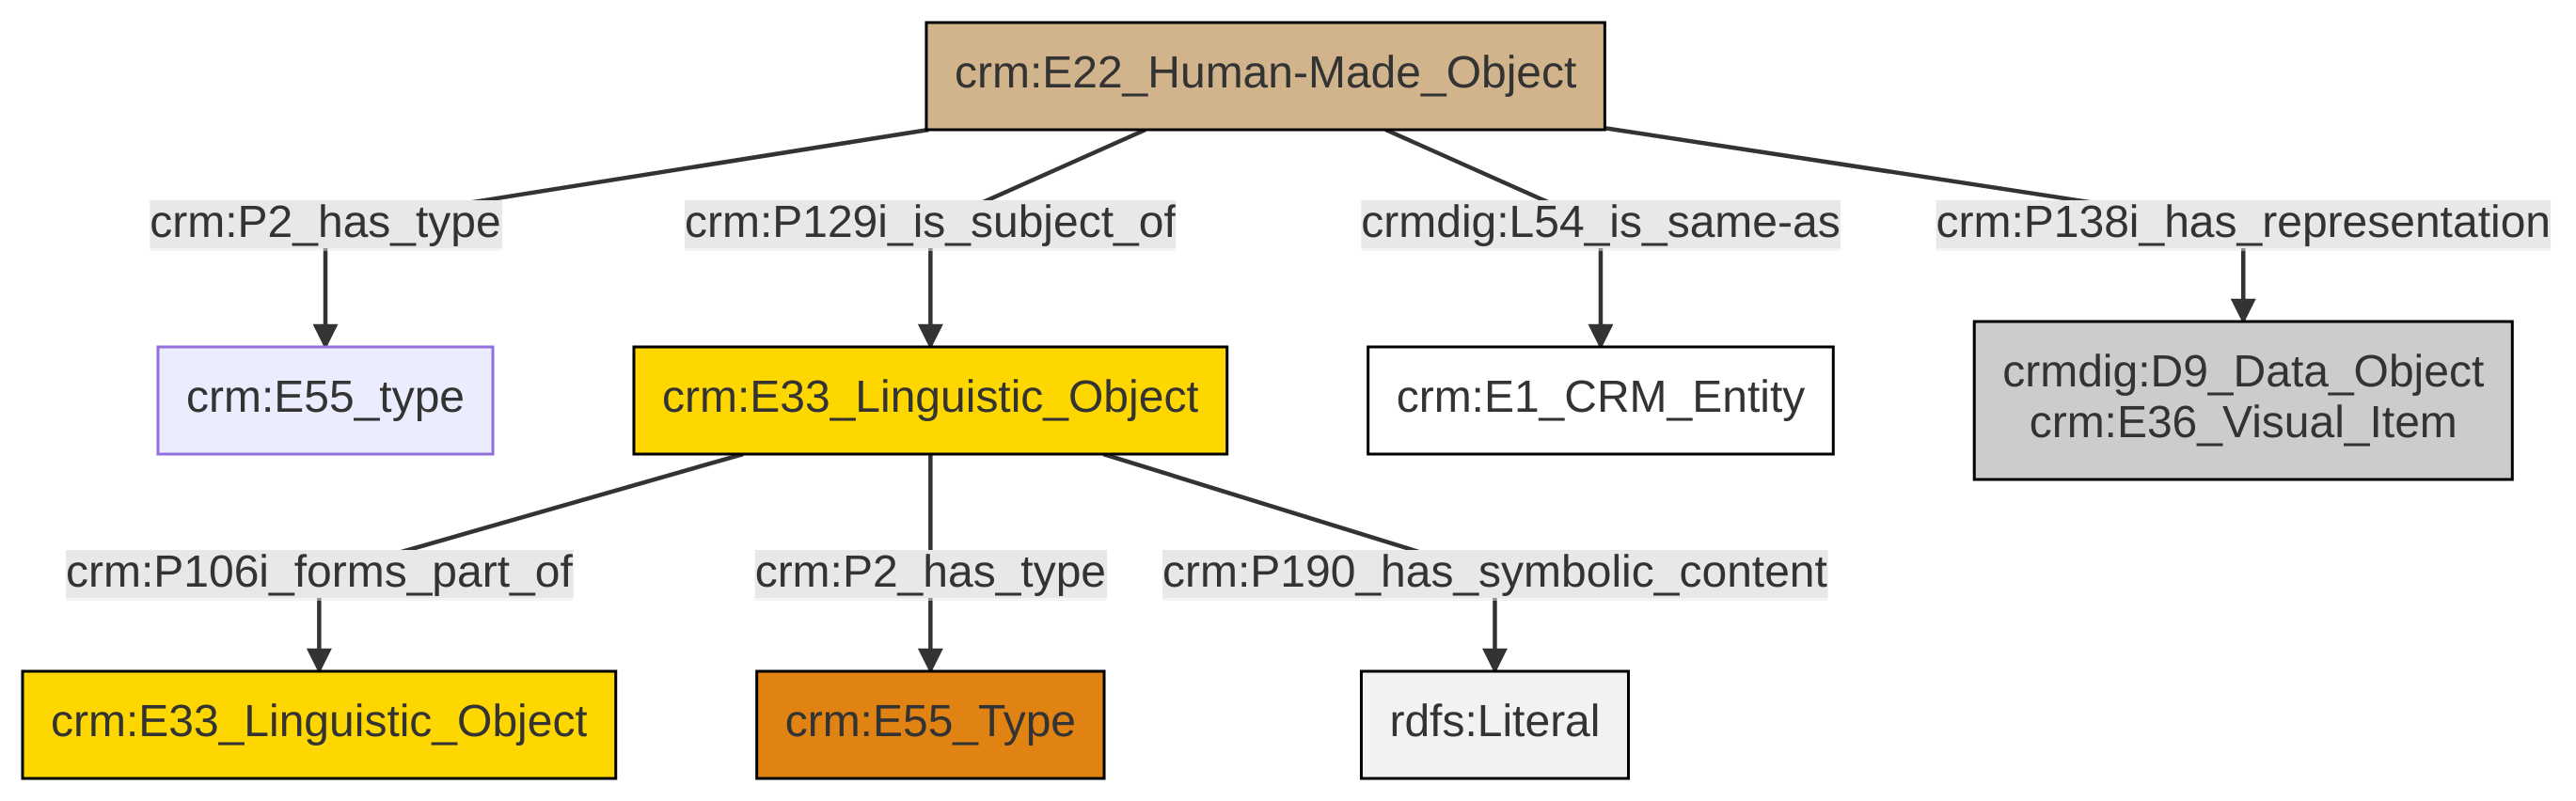 crm:E22_Human-Made_Object
crm:P2_has_type
crm:P129i_is_subject_of
crmdig:L54_is_same-as
crm:P138i_has_representation
crm:E55_type
crm:E33_Linguistic_Object
crm:E1_CRM_Entity
crmdig:D9_Data_Object
crm:E36_Visual_Item
crm:P106i_forms_part_of
crm:P2_has_type
crm:P190_has_symbolic_content
crm:E33_Linguistic_Object
crm:E55_Type
rdfs:Literal